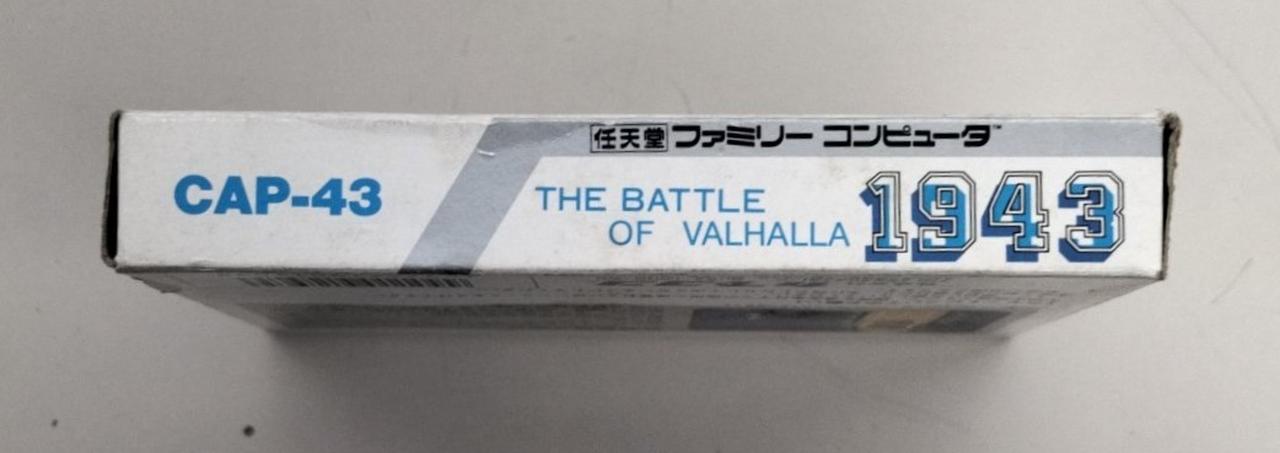 任天堂 ファミリー コンピュータ™
CAP-43
THE BATTLE
OF VALHALLA
1943